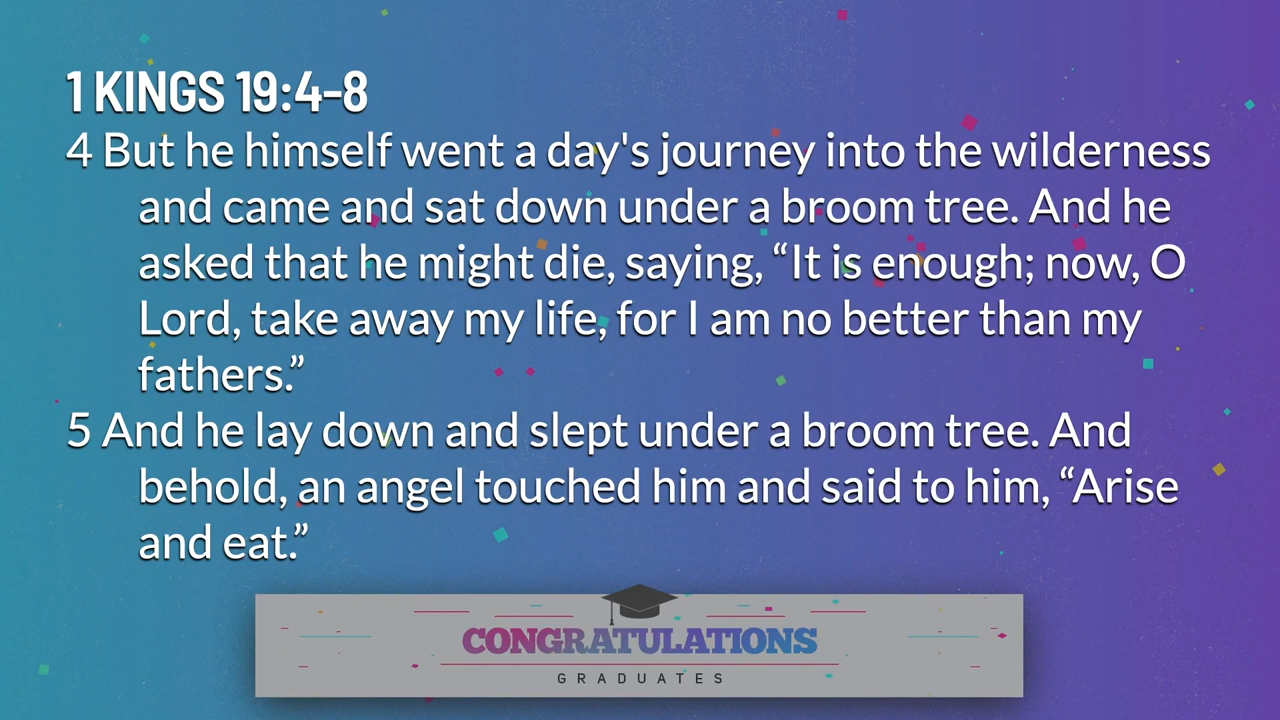 1 KINGS 19:4-8
4 But he himself went a day's journey into the wilderness
and came and sat down under a broom tree. And he
asked that he might die, saying, “It is enough; now, O
Lord, take away my life, for I am no better than my
fathers.”
5 And he lay down and slept under a broom tree. And
behold, an angel touched him and said to him, “Arise
and eat.”
CONGRATULATIONS
GRADUATES